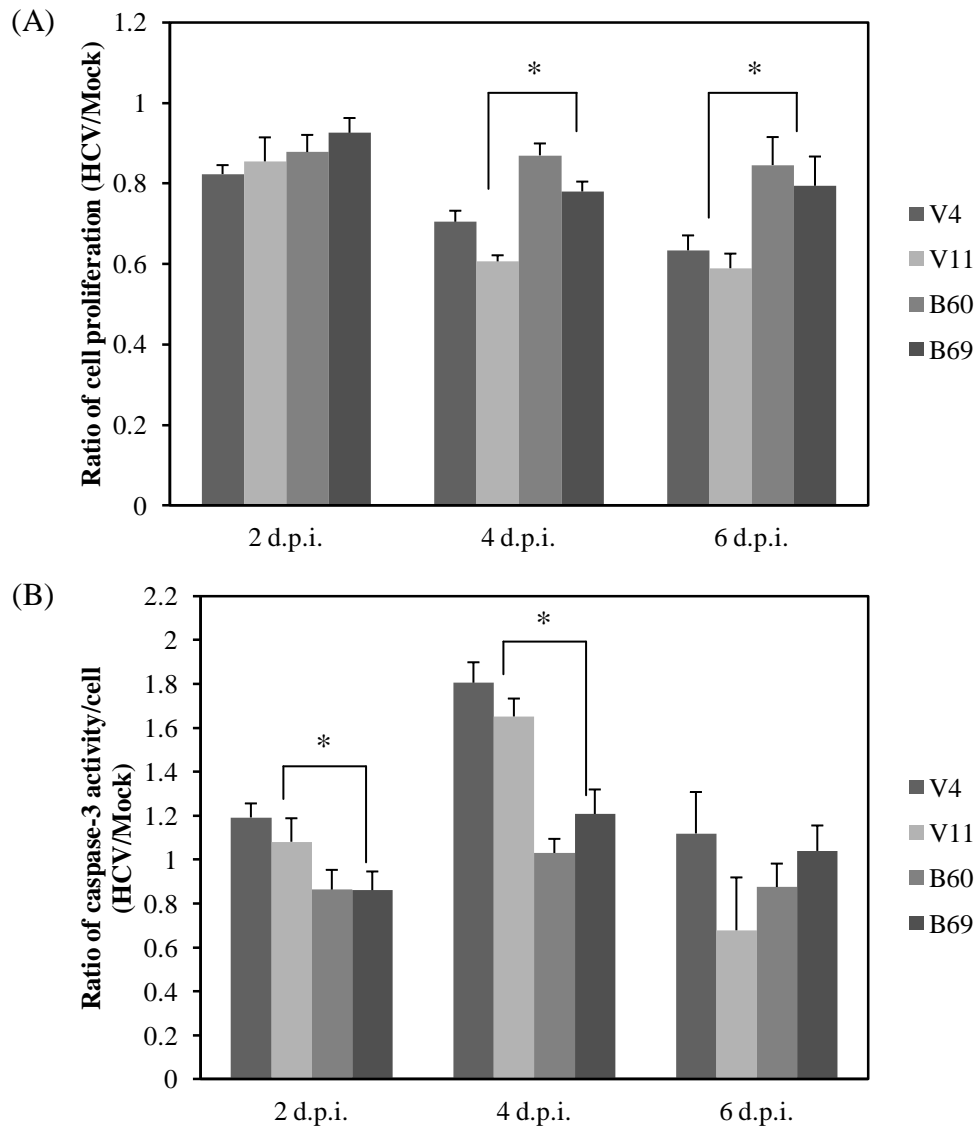 (A)
Ratio of cell proliferation (HCV/Mock)
1.2
1
0.8
0.6
0.4
0.2
0
*
*
2 d.p.i.
4 d.p.i.
6 d.p.i.
V4
V11
B60
B69
(B)
Ratio of caspase-3 activity/cell
(HCV/Mock)
2.2
2
1.8
1.6
1.4
1.2
1
0.8
0.6
0.4
0.2
0
*
*
2 d.p.i.
4 d.p.i.
6 d.p.i.
V4
V11
B60
B69